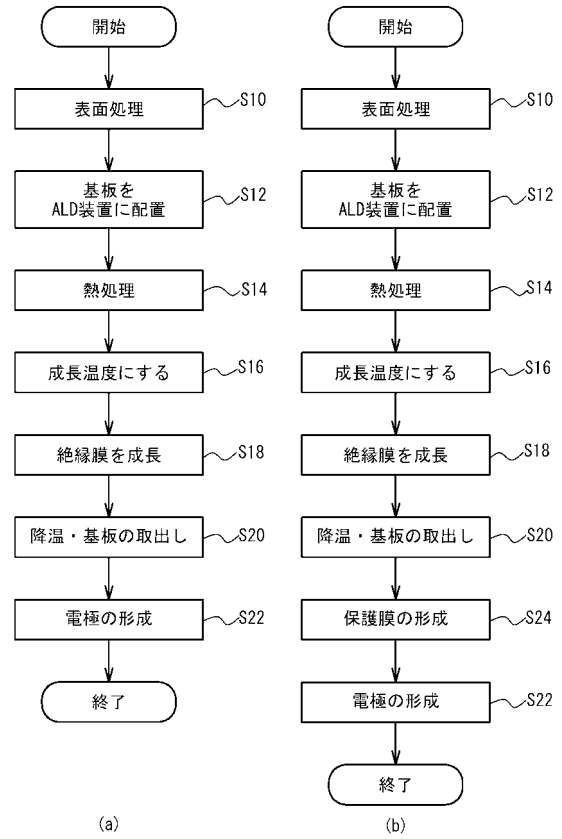 開始
表面処理
S10
基板を
ALD装置に配置
S12
熱処理
S14
成長温度にする
S16
絶縁膜を成長
S18
降温・基板の取出し
S20
電極の形成
S22
終了
(a)
開始
表面処理
S10
基板を
ALD装置に配置
S12
熱処理
S14
成長温度にする
S16
絶縁膜を成長
S18
降温・基板の取出し
S20
保護膜の形成
S24
電極の形成
S22
終了
(b)